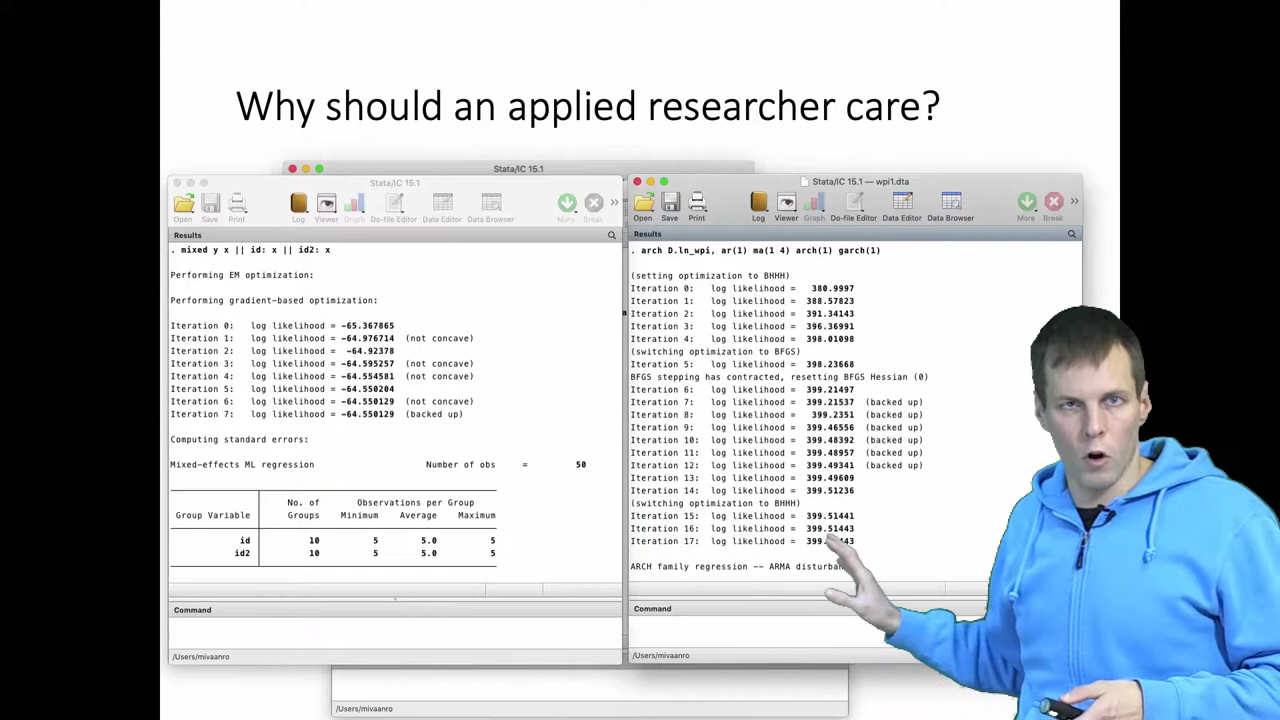 Why should an applied researcher care?
Stata/IC 15.1
Stata/IC 15.1
Open Save Print Log Viewer Graph Do-file Editor Data Editor Data Browser More Break
Results
. mixed y x || id: x || id2: x
Performing EM optimization:
Performing gradient-based optimization:
Iteration 0: log likelihood = -65.367865
Iteration 1: log likelihood = -64.976714 (not concave)
Iteration 2: log likelihood = -64.92378
Iteration 3: log likelihood = -64.595257 (not concave)
Iteration 4: log likelihood = -64.554581 (not concave)
Iteration 5: log likelihood = -64.550204
Iteration 6: log likelihood = -64.550129 (not concave)
Iteration 7: log likelihood = -64.550129 (backed up)
Computing standard errors:
Mixed-effects ML regression Number of obs = 50
No. of Observations per Group
Group Variable Groups Minimum Average Maximum
id 10 5 5.0 5
id2 10 5 5.0 5
Command
/Users/mivaanro
Stata/IC 15.1 — wpi1.dta
Open Save Print Log Viewer Graph Do-file Editor Data Editor Data Browser More Break
Results
. arch D.ln_wpi, ar(1) ma(1 4) arch(1) garch(1)
(setting optimization to BHHH)
Iteration 0: log likelihood = 380.9997
Iteration 1: log likelihood = 388.57823
Iteration 2: log likelihood = 391.34143
Iteration 3: log likelihood = 396.36991
Iteration 4: log likelihood = 398.01098
(switching optimization to BFGS)
Iteration 5: log likelihood = 398.23668
BFGS stepping has contracted, resetting BFGS Hessian (0)
Iteration 6: log likelihood = 399.21497
Iteration 7: log likelihood = 399.21537 (backed up)
Iteration 8: log likelihood = 399.2351 (backed up)
Iteration 9: log likelihood = 399.46556 (backed up)
Iteration 10: log likelihood = 399.48392 (backed up)
Iteration 11: log likelihood = 399.48957 (backed up)
Iteration 12: log likelihood = 399.49341 (backed up)
Iteration 13: log likelihood = 399.49609
Iteration 14: log likelihood = 399.51236
(switching optimization to BHHH)
Iteration 15: log likelihood = 399.51441
Iteration 16: log likelihood = 399.51443
Iteration 17: log likelihood =
ARCH family regression -- ARMA
Command
/Users/mivaanro
/Users/mivaanro